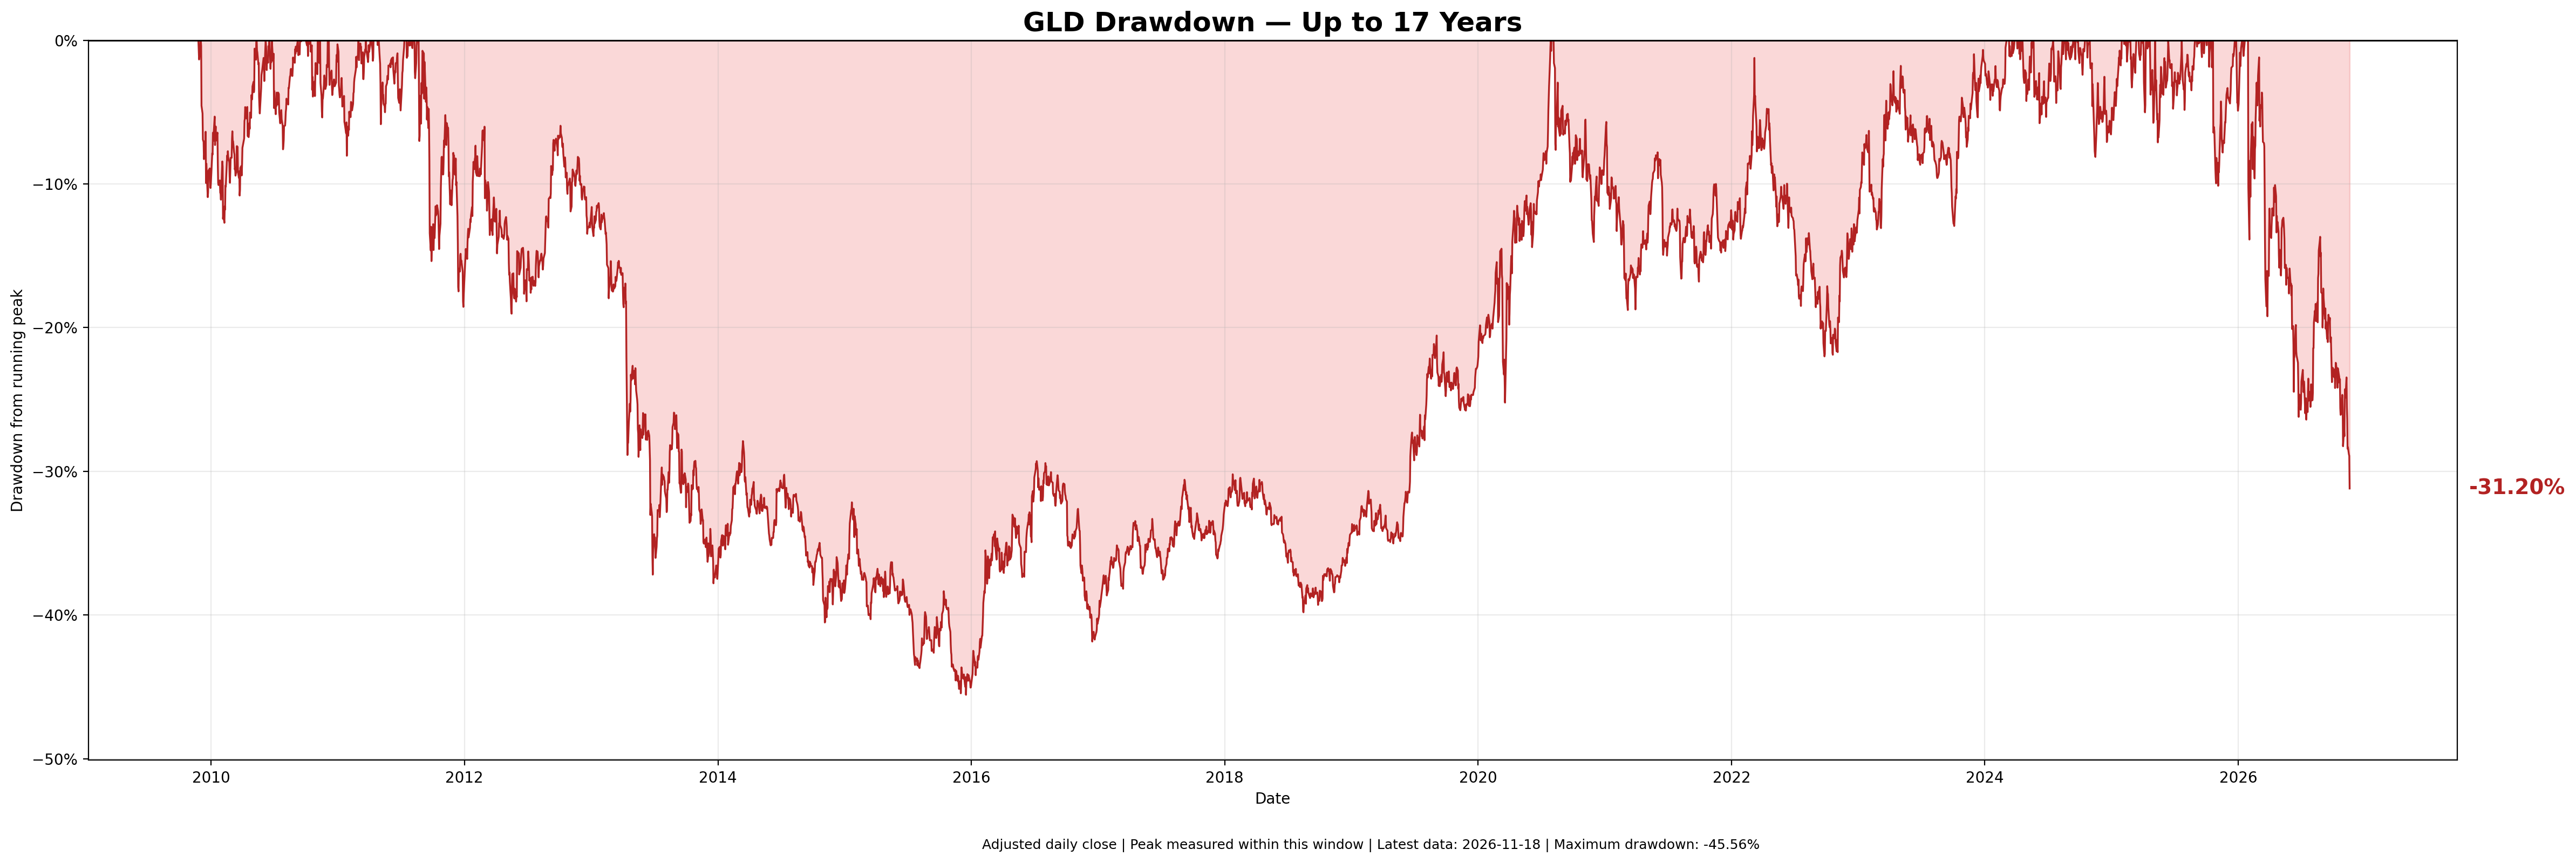 GLD Drawdown — Up to 17 Years
Drawdown from running peak
0%
−10%
−20%
−30%
−40%
−50%
-31.20%
2010 2012 2014 2016 2018 2020 2022 2024 2026
Date
Adjusted daily close | Peak measured within this window | Latest data: 2026-11-18 | Maximum drawdown: -45.56%